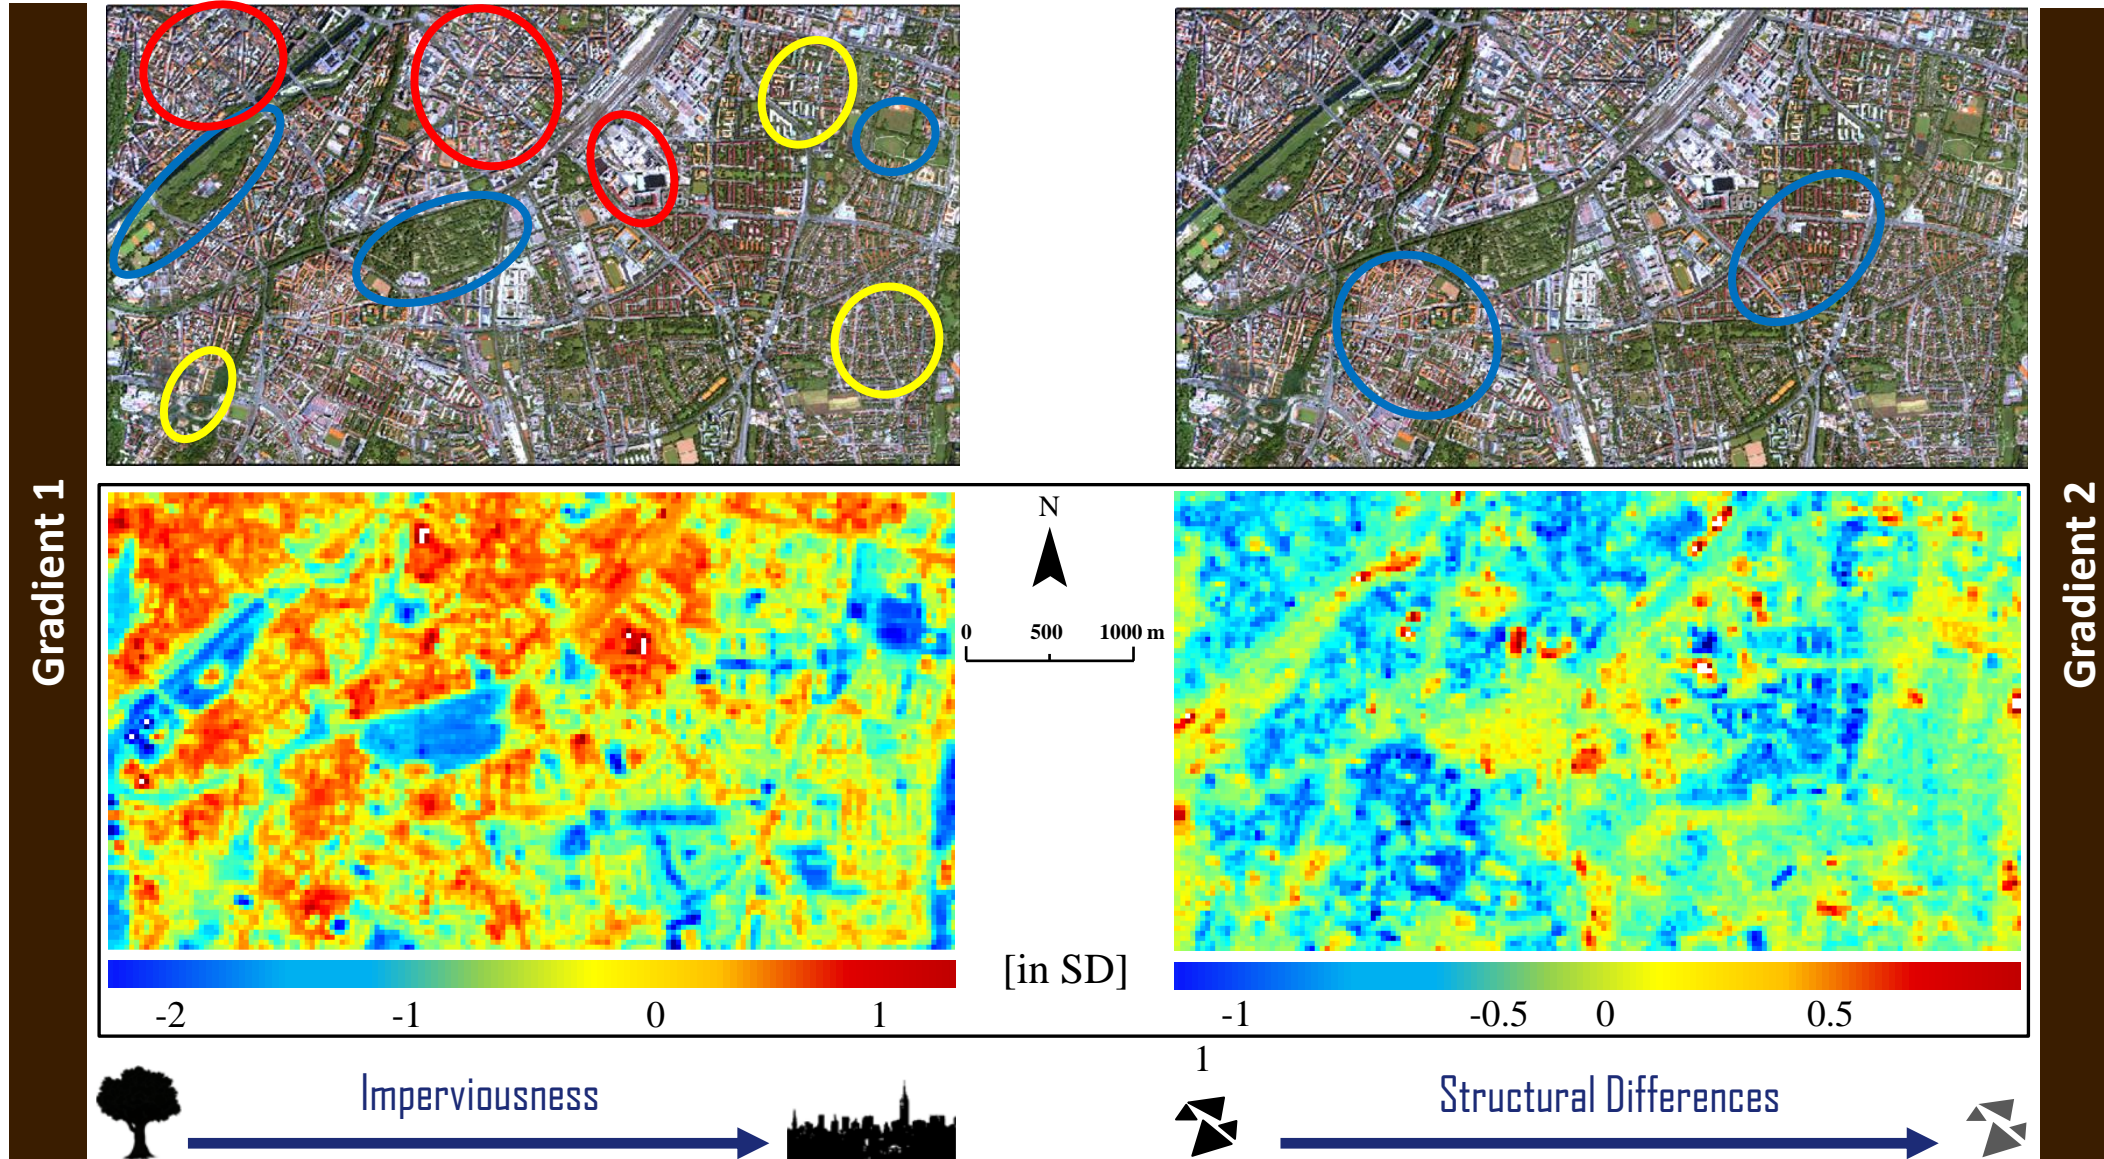 Gradient 1
N
0 500 1000 m
Gradient 2
[in SD]
-2 -1 0 1
-1 -0.5 0 0.5
1
Imperviousness
Structural Differences